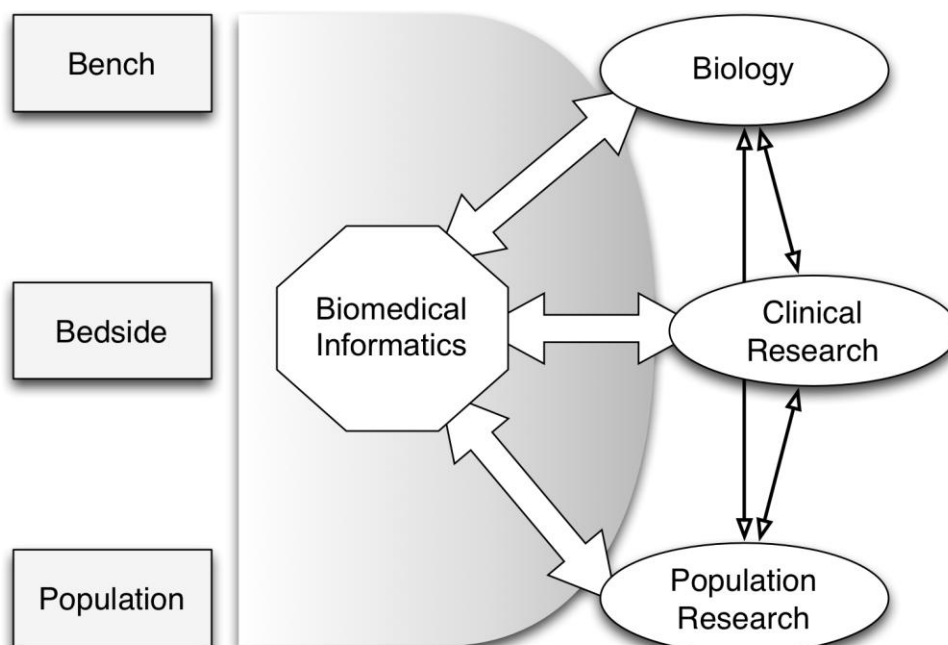 Bench
Biology
Bedside
Biomedical
Informatics
Clinical
Research
Population
Population
Research